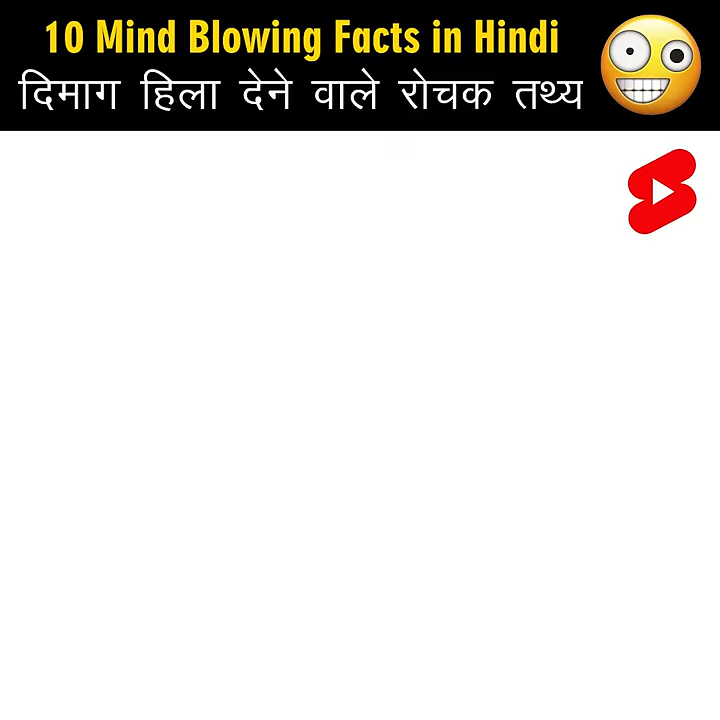 10 Mind Blowing Facts in Hindi
दिमाग हिला देने वाले रोचक तथ्य